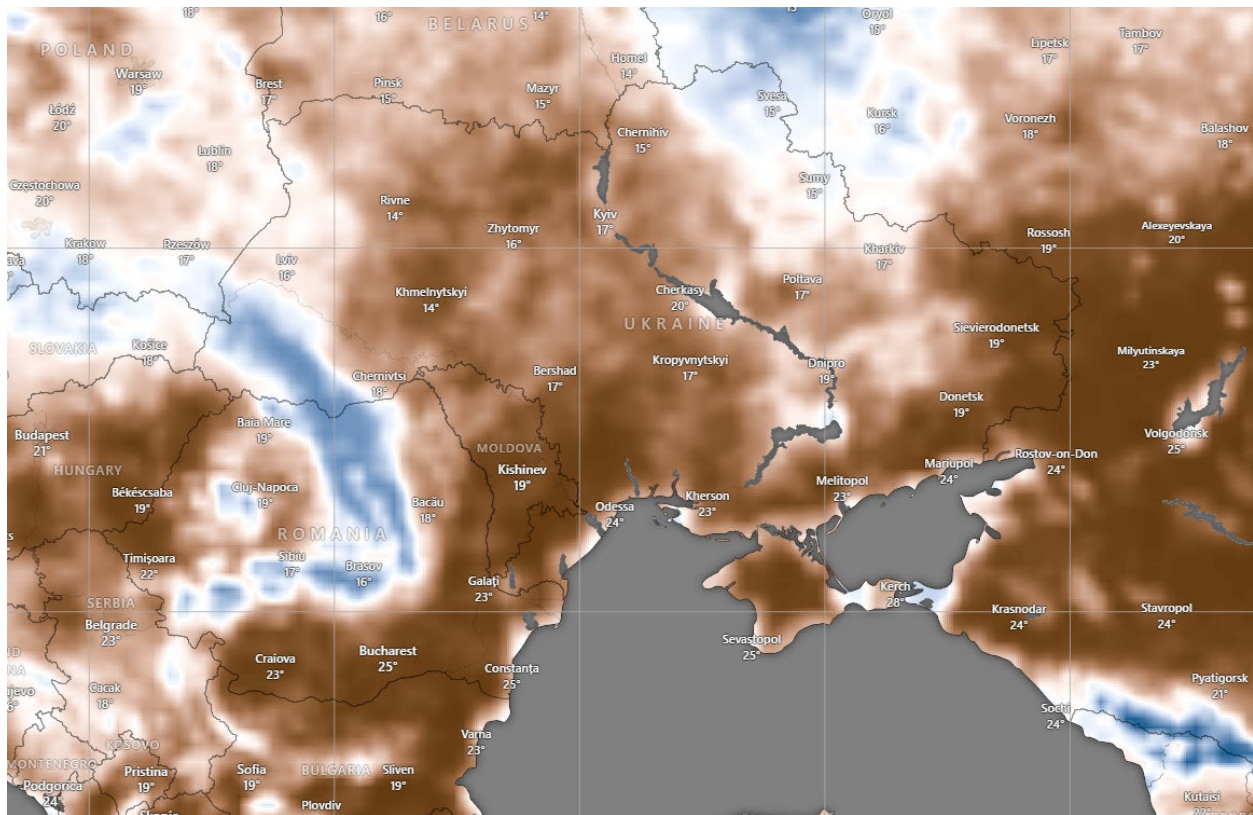 18°
16°
BELARUS
14°
15
Oryol
15°
Lipetsk
17°
Tambov
17°
POLAND
Warsaw
19°
Brest
17°
Pinsk
15°
Mazyr
15°
Homel
14°
Svesa
15°
Kursk
16°
Voronezh
18°
Balashov
18°
Łódź
20°
Lublin
18°
Chernihiv
15°
Częstochowa
20°
Rivne
14°
Zhytomyr
16°
Kyiv
17°
Sumy
15°
Krakow
18°
Rzeszów
17°
Lviv
16°
Kharkiv
17°
Rossosh
19°
Alexeyevskaya
20°
Khmelnytskyi
14°
Cherkasy
20°
Poltava
17°
UKRAINE
SLOVAKIA
Košice
18°
Sievierodonetsk
19°
Milyutinskaya
23°
Chernivtsi
18°
Bershad
17°
Kropyvnytskyi
17°
Dnipro
19°
Donetsk
19°
Budapest
21°
Baia Mare
19°
MOLDOVA
Volgodonsk
25°
HUNGARY
Kishinev
19°
Mariupol
24°
Rostov-on-Don
24°
Békéscsaba
19°
Cluj-Napoca
19°
Bacău
18°
Odessa
24°
Kherson
23°
Melitopol
23°
ROMANIA
Timişoara
22°
Sibiu
17°
Brasov
16°
Galați
23°
Kerch
28°
SERBIA
Belgrade
23°
Krasnodar
24°
Stavropol
24°
Craiova
23°
Bucharest
25°
Constanța
25°
Sevastopol
25°
Cacak
18°
Pyatigorsk
21°
Sochi
24°
KOSOVO
Varna
23°
MONTENEGRO
Podgorica
24°
Pristina
19°
Sofia
19°
BULGARIA
Sliven
19°
Kutaisi
Plovdiv